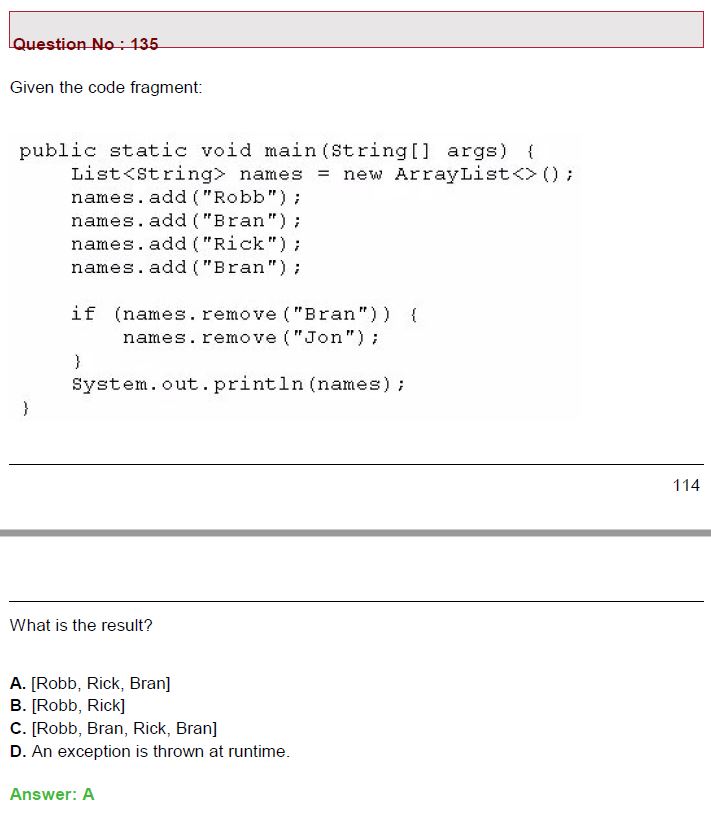 Question No : 135
Given the code fragment:
public static void main(String[] args) {
List<String> names = new ArrayList<>();
names.add("Robb");
names.add("Bran");
names.add("Rick");
names.add("Bran");
if (names.remove("Bran")) {
names.remove("Jon");
}
System.out.println(names);
}
114
What is the result?
A. [Robb, Rick, Bran]
B. [Robb, Rick]
C. [Robb, Bran, Rick, Bran]
D. An exception is thrown at runtime.
Answer: A